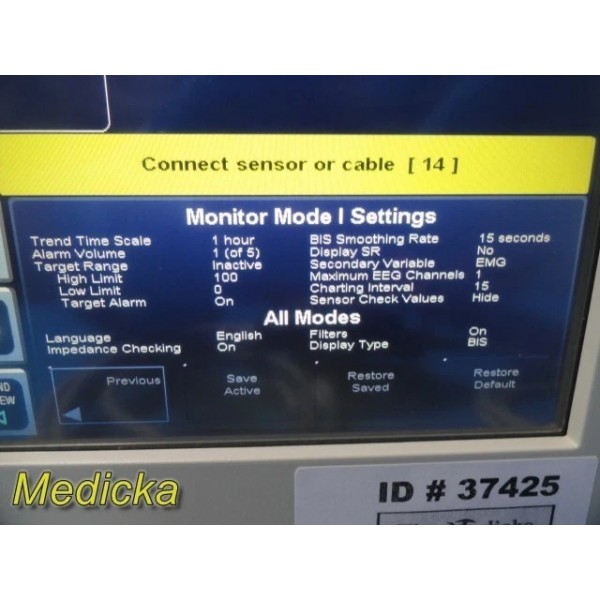 Connect sensor or cable [ 14 ]
Monitor Mode I Settings
Trend Time Scale 1 hour BIS Smoothing Rate 15 seconds
Alarm Volume 1 (of 5) Display SR No
Target Range Inactive Secondary Variable EMG
High Limit 100 Maximum EEG Channels 1
Low Limit 0 Charting Interval 15
Target Alarm On Sensor Check Values Hide
All Modes
Language English Filters On
Impedance Checking On Display Type BIS
Previous Save Active Restore Saved Restore Default
Medicka
ID # 37425